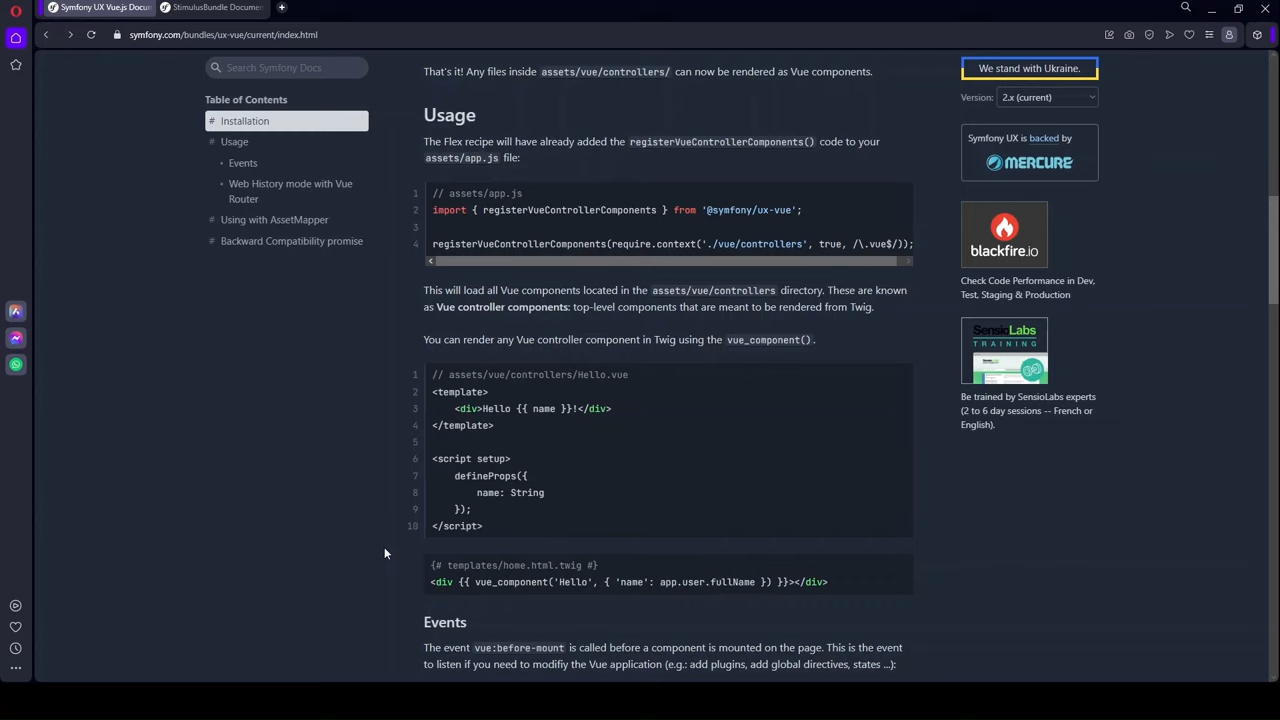 Symfony UX Vue.js Docu
StimulusBundle Documen
symfony.com/bundles/ux-vue/current/index.html
Search Symfony Docs
Table of Contents
# Installation
# Usage
Events
Web History mode with Vue
Router
# Using with AssetMapper
# Backward Compatibility promise
That's it! Any files inside assets/vue/controllers/ can now be rendered as Vue components.
Usage
The Flex recipe will have already added the registerVueControllerComponents() code to your
assets/app.js file:
1 // assets/app.js
2 import { registerVueControllerComponents } from '@symfony/ux-vue';
3
4 registerVueControllerComponents(require.context('./vue/controllers', true, /\.vue$/));
This will load all Vue components located in the assets/vue/controllers directory. These are known
as Vue controller components: top-level components that are meant to be rendered from Twig.
You can render any Vue controller component in Twig using the vue_component().
1 // assets/vue/controllers/Hello.vue
2 <template>
3 <div>Hello {{ name }}!</div>
4 </template>
5
6 <script setup>
7 defineProps({
8 name: String
9 });
10 </script>
{# templates/home.html.twig #}
<div {{ vue_component('Hello', { 'name': app.user.fullName }) }}></div>
Events
The event vue:before-mount is called before a component is mounted on the page. This is the event
to listen if you need to modifiy the Vue application (e.g.: add plugins, add global directives, states ...):
We stand with Ukraine.
Version: 2.x (current)
Symfony UX is backed by
MERCURE
blackfire.io
Check Code Performance in Dev,
Test, Staging & Production
SensioLabs
TRAINING
Be trained by SensioLabs experts
(2 to 6 day sessions -- French or
English).